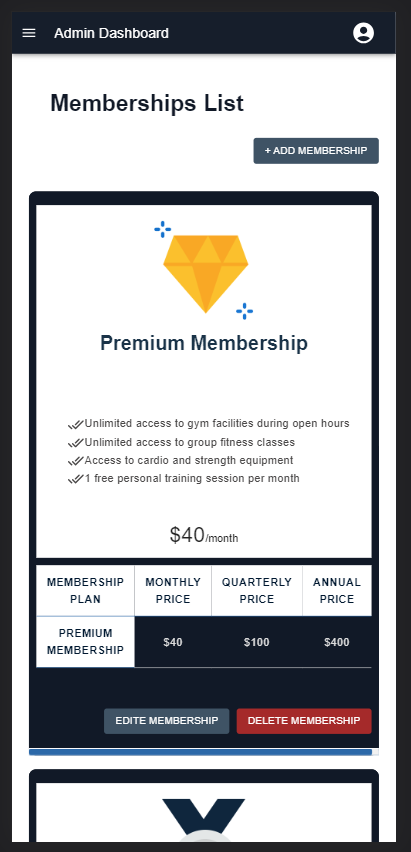 Admin Dashboard
Memberships List
+ ADD MEMBERSHIP
Premium Membership
Unlimited access to gym facilities during open hours
Unlimited access to group fitness classes
Access to cardio and strength equipment
1 free personal training session per month
$40/month
MEMBERSHIP PLAN MONTHLY PRICE QUARTERLY PRICE ANNUAL PRICE
PREMIUM MEMBERSHIP $40 $100 $400
EDITE MEMBERSHIP DELETE MEMBERSHIP